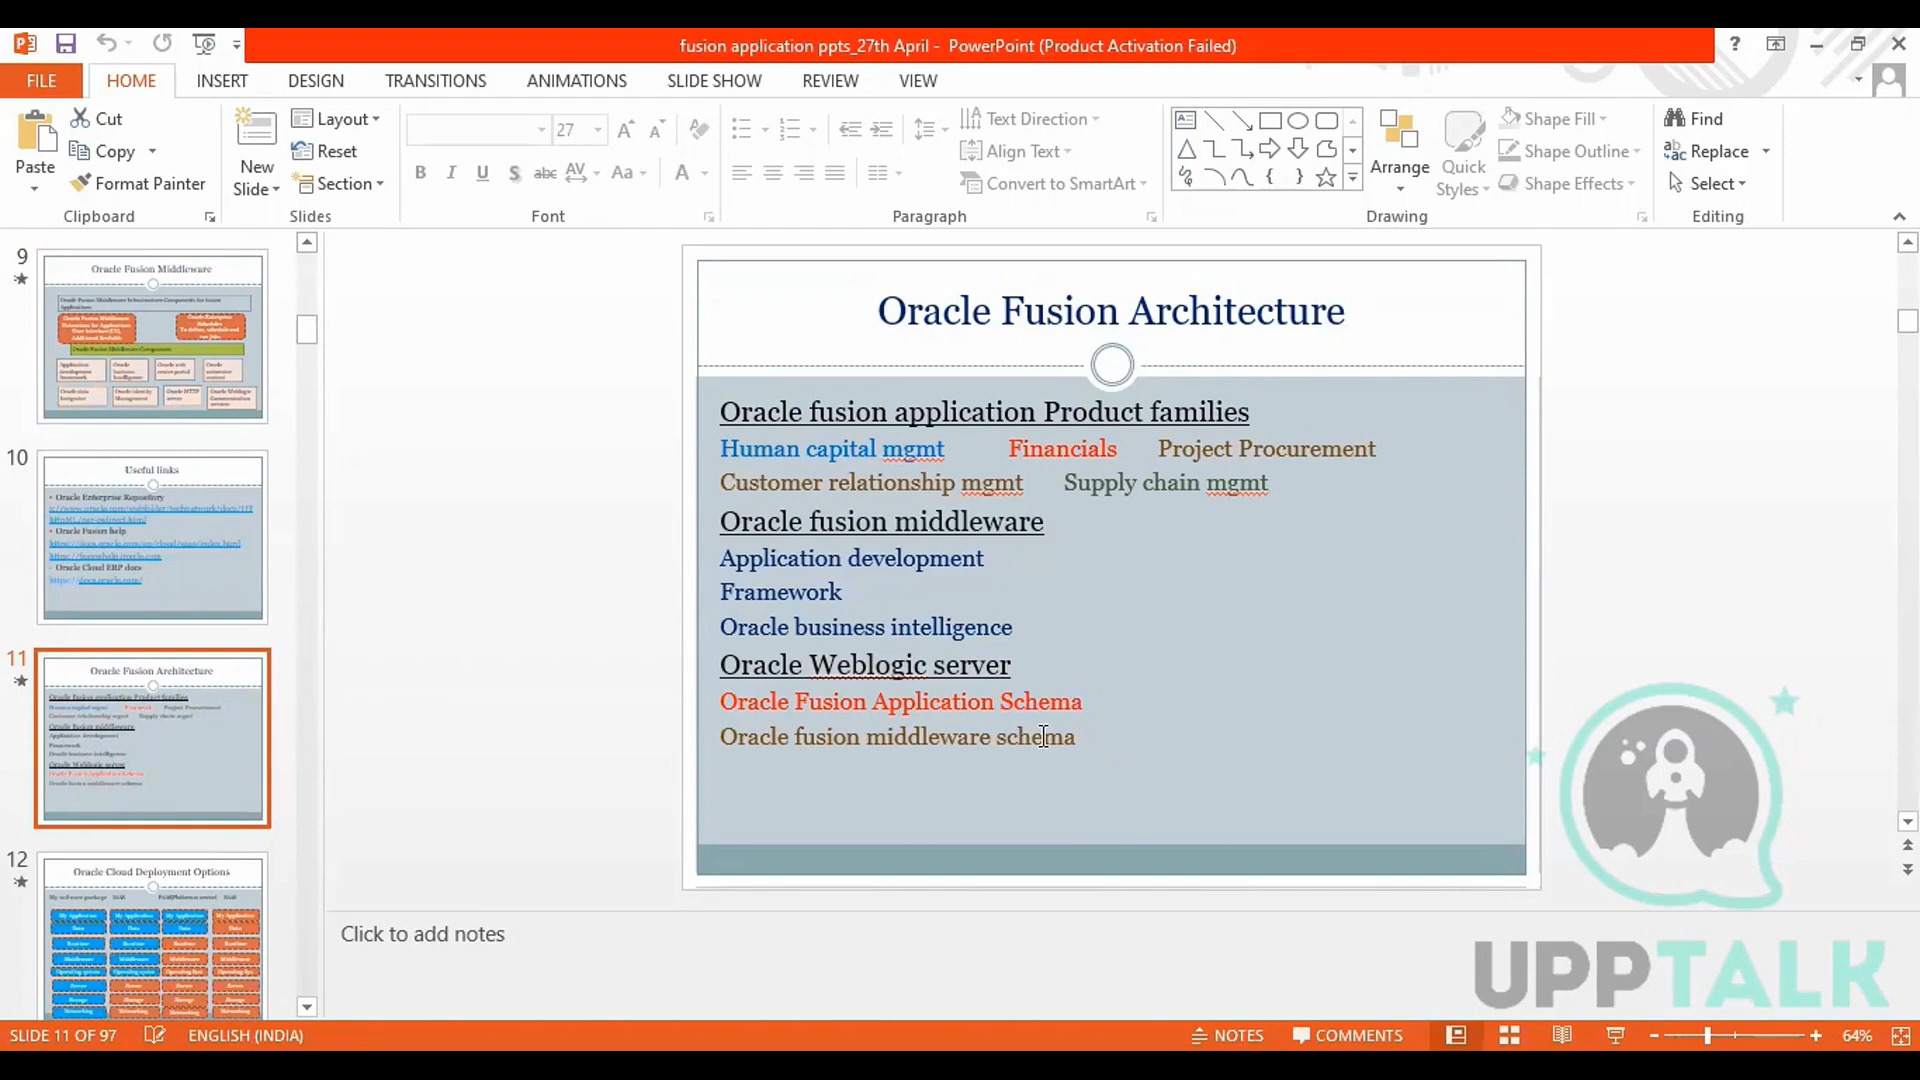 fusion application ppts_27th April - PowerPoint (Product Activation Failed)
FILE HOME INSERT DESIGN TRANSITIONS ANIMATIONS SLIDE SHOW REVIEW VIEW
Paste
Cut
Copy
Format Painter
Clipboard
New Slide
Layout
Reset
Section
Slides
27
Font
Text Direction
Align Text
Convert to SmartArt
Paragraph
Arrange
Quick Styles
Shape Fill
Shape Outline
Shape Effects
Drawing
Find
Replace
Select
Editing
9
Oracle Fusion Middleware
10
Useful links
Oracle Enterprise Repository
Oracle Fusion help
Oracle Cloud ERP docs
https://docs.oracle.com/
11
Oracle Fusion Architecture
12
Oracle Cloud Deployment Options
Oracle Fusion Architecture
Oracle fusion application Product families
Human capital mgmt Financials Project Procurement
Customer relationship mgmt Supply chain mgmt
Oracle fusion middleware
Application development
Framework
Oracle business intelligence
Oracle Weblogic server
Oracle Fusion Application Schema
Oracle fusion middleware schema
Click to add notes
UPPTALK
SLIDE 11 OF 97 ENGLISH (INDIA) NOTES COMMENTS 64%